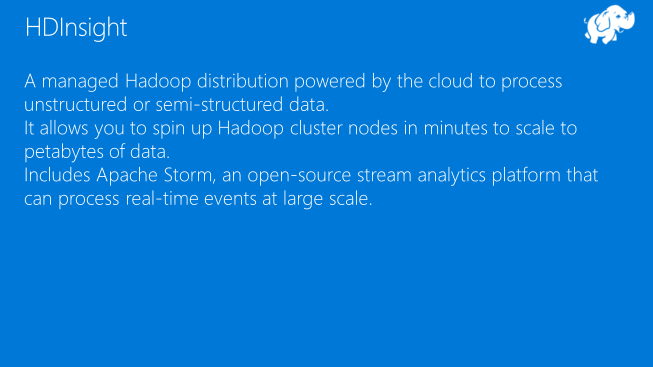 HDInsight
A managed Hadoop distribution powered by the cloud to process
unstructured or semi-structured data.
It allows you to spin up Hadoop cluster nodes in minutes to scale to
petabytes of data.
Includes Apache Storm, an open-source stream analytics platform that
can process real-time events at large scale.